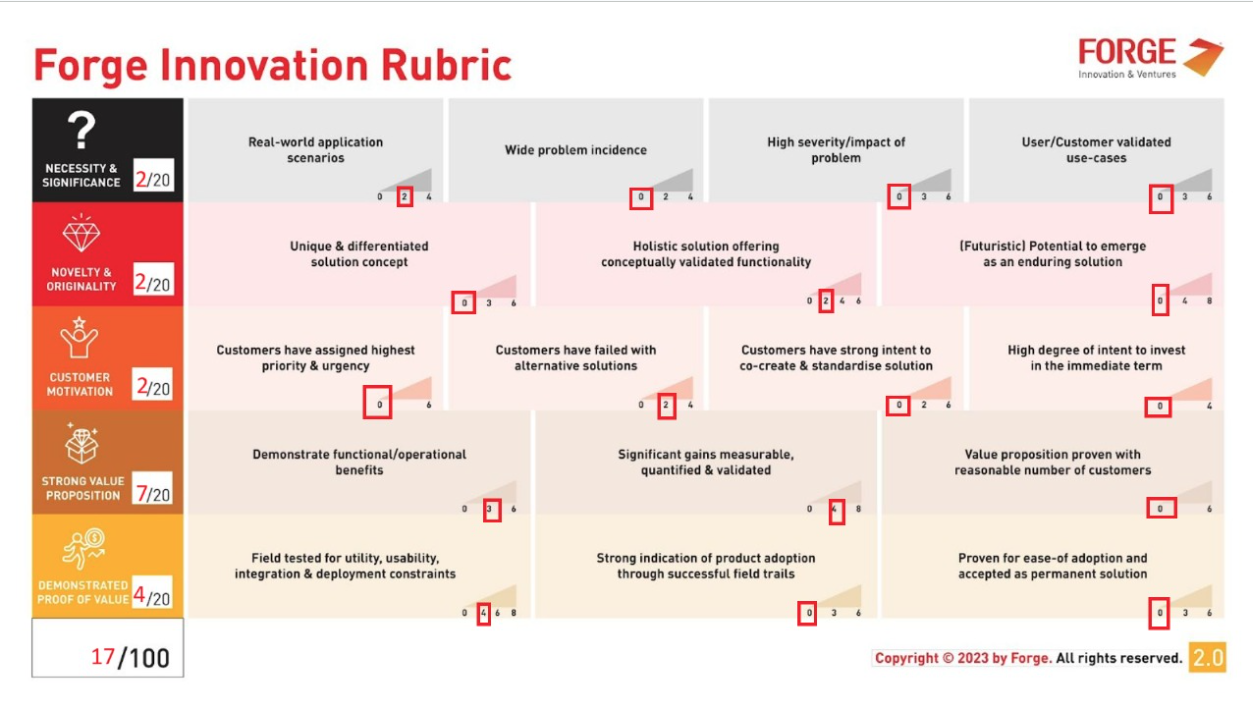 Forge Innovation Rubric
FORGE
Innovation & Ventures
?
NECESSITY &
SIGNIFICANCE 2/20
Real-world application
scenarios
0 2 4
Wide problem incidence
0 2 4
High severity/impact of
problem
0 3 6
User/Customer validated
use-cases
0 3 6
NOVELTY &
ORIGINALITY 2/20
Unique & differentiated
solution concept
0 3 6
Holistic solution offering
conceptually validated functionality
0 2 4 6
(Futuristic) Potential to emerge
as an enduring solution
0 4 8
CUSTOMER
MOTIVATION 2/20
Customers have assigned highest
priority & urgency
0 6
Customers have failed with
alternative solutions
0 2 4
Customers have strong intent to
co-create & standardise solution
0 2 6
High degree of intent to invest
in the immediate term
0 4
STRONG VALUE
PROPOSITION 7/20
Demonstrate functional/operational
benefits
0 3 6
Significant gains measurable,
quantified & validated
0 4 8
Value proposition proven with
reasonable number of customers
0 6
DEMONSTRATED
PROOF OF VALUE 4/20
Field tested for utility, usability,
integration & deployment constraints
0 4 6 8
Strong indication of product adoption
through successful field trails
0 3 6
Proven for ease-of adoption and
accepted as permanent solution
0 3 6
17/100
Copyright © 2023 by Forge. All rights reserved. 2.0